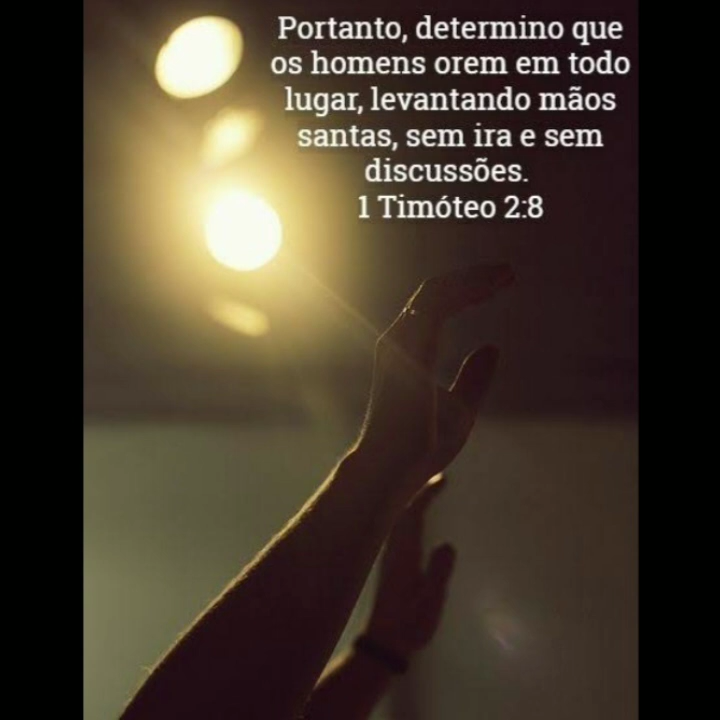 Portanto, determino que
os homens orem em todo
lugar, levantando mãos
santas, sem ira e sem
discussões.
1 Timóteo 2:8